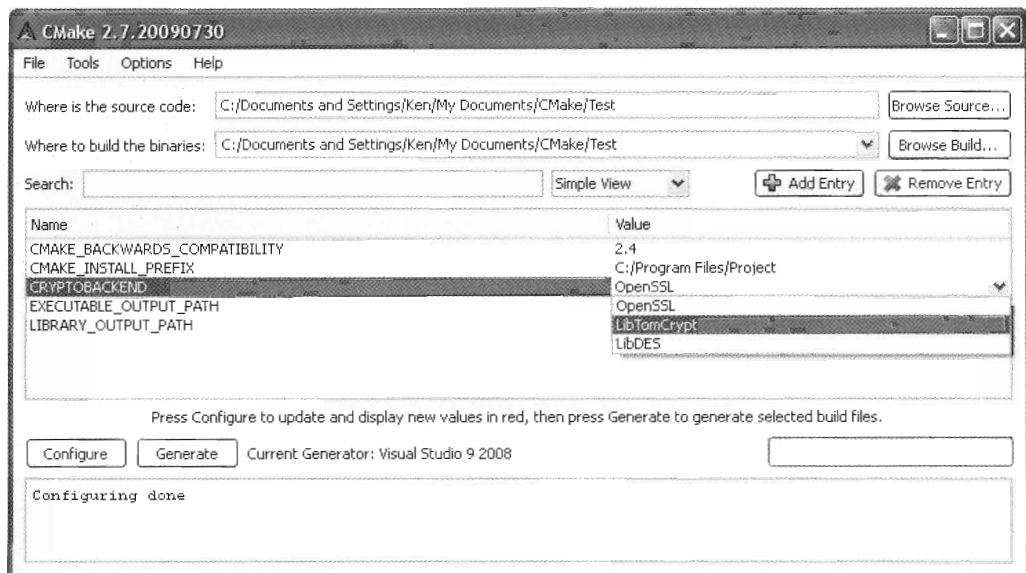 CMake 2.7.20090730
File Tools Options Help
Where is the source code: C:/Documents and Settings/Ken/My Documents/CMake/Test Browse Source...
Where to build the binaries: C:/Documents and Settings/Ken/My Documents/CMake/Test Browse Build...
Search: Simple View Add Entry Remove Entry
Name Value
CMAKE_BACKWARDS_COMPATIBILITY 2.4
CMAKE_INSTALL_PREFIX C:/Program Files/Project
CRYPTOBACKEND OpenSSL
EXECUTABLE_OUTPUT_PATH OpenSSL
LIBRARY_OUTPUT_PATH LibTomCrypt
LibDES
Press Configure to update and display new values in red, then press Generate to generate selected build files.
Configure Generate Current Generator: Visual Studio 9 2008
Configuring done